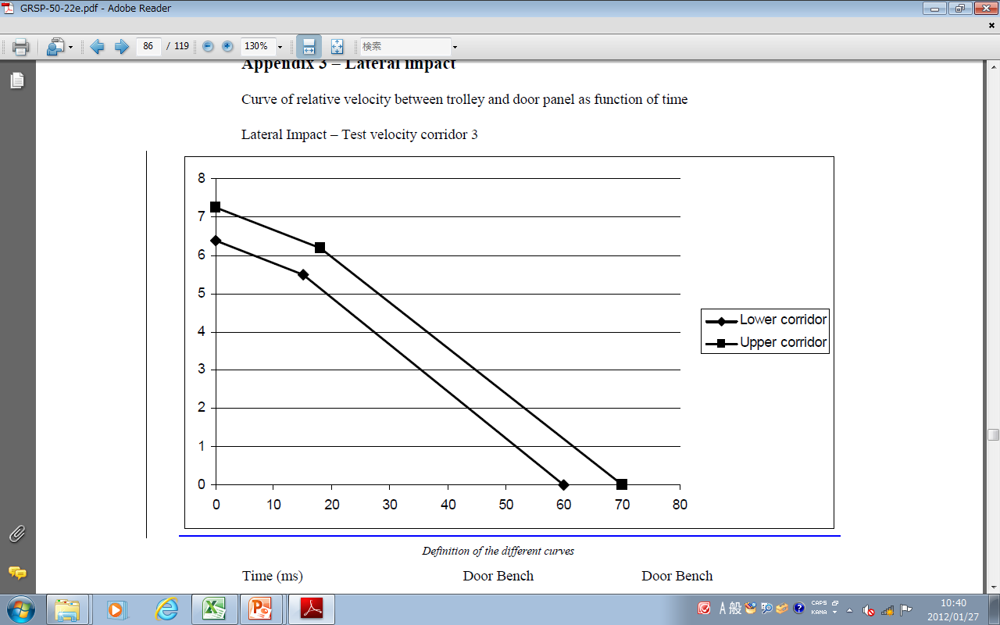 GRSP-50-22e.pdf - Adobe Reader
86 / 119 130% 検索
Appendix 3 – Lateral impact
Curve of relative velocity between trolley and door panel as function of time
Lateral Impact – Test velocity corridor 3
8
7
6
5
4
3
2
1
0
0 10 20 30 40 50 60 70 80
Lower corridor
Upper corridor
Definition of the different curves
Time (ms) Door Bench Door Bench
A 般 CAPS KANA
10:40
2012/01/27